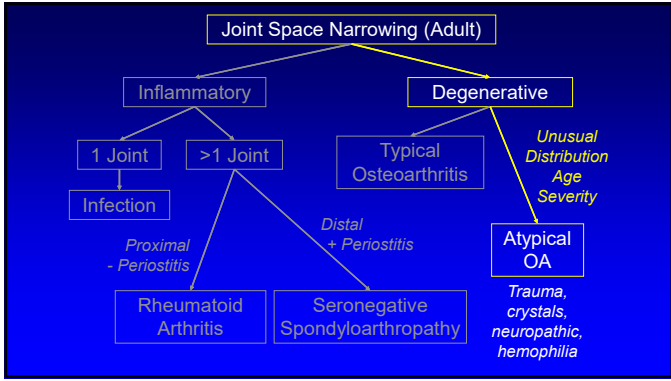 Joint Space Narrowing (Adult)
Inflammatory
Degenerative
1 Joint
>1 Joint
Typical
Osteoarthritis
Unusual
Distribution
Age
Severity
Infection
Proximal
- Periostitis
Distal
+ Periostitis
Atypical
OA
Rheumatoid
Arthritis
Seronegative
Spondyloarthropathy
Trauma,
crystals,
neuropathic,
hemophilia